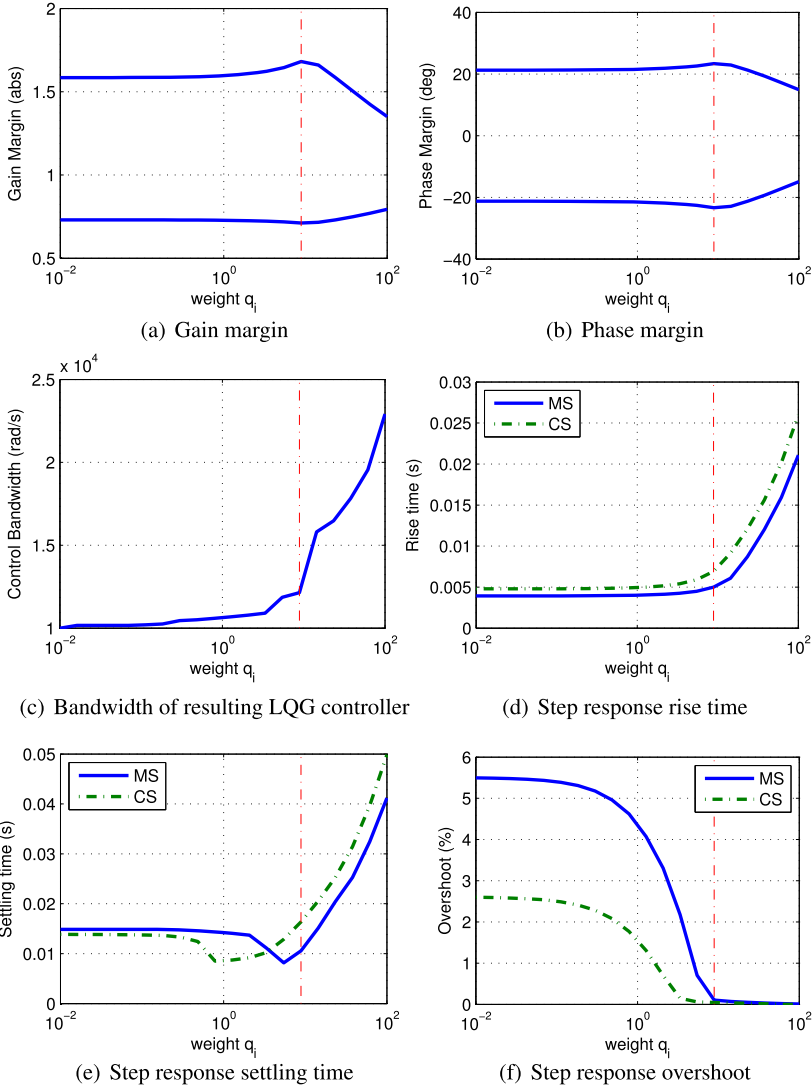 2
1.5
1
0.5
Gain Margin (abs)
10^-2
10^0
10^2
weight q_i
(a) Gain margin
40
20
0
−20
−40
Phase Margin (deg)
10^-2
10^0
10^2
weight q_i
(b) Phase margin
x 10^4
2.5
2
1.5
1
Control Bandwidth (rad/s)
10^-2
10^0
10^2
weight q_i
(c) Bandwidth of resulting LQG controller
0.03
0.025
0.02
0.015
0.01
0.005
0
Rise time (s)
MS
CS
10^-2
10^0
10^2
weight q_i
(d) Step response rise time
0.05
0.04
0.03
0.02
0.01
0
Settling time (s)
MS
CS
10^-2
10^0
10^2
weight q_i
(e) Step response settling time
6
5
4
3
2
1
0
Overshoot (%)
MS
CS
10^-2
10^0
10^2
weight q_i
(f) Step response overshoot